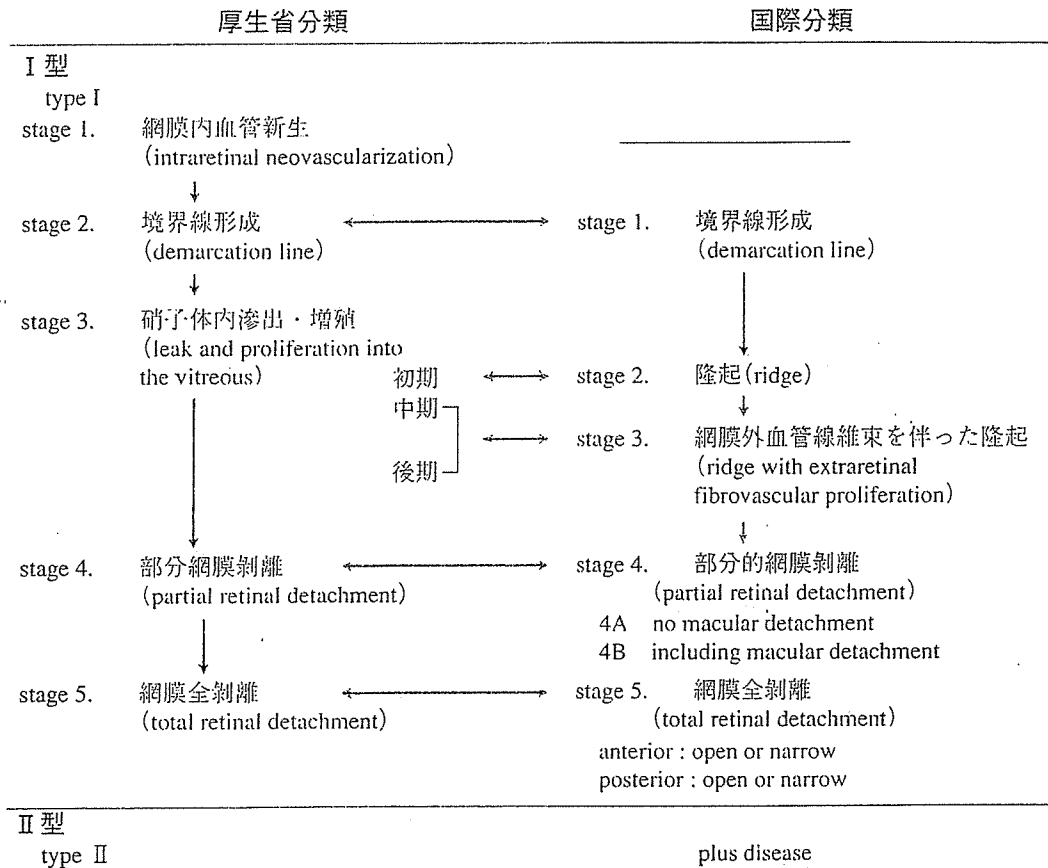 厚生省分類 国際分類
I 型
type I
stage 1. 網膜内血管新生
(intraretinal neovascularization)
stage 2. 境界線形成 stage 1. 境界線形成
(demarcation line) (demarcation line)
stage 3. 硝子体内滲出・増殖
(leak and proliferation into
the vitreous) 初期 stage 2. 隆起(ridge)
中期
stage 3. 網膜外血管線維束を伴った隆起
後期 (ridge with extraretinal
fibrovascular proliferation)
stage 4. 部分網膜剝離 stage 4. 部分的網膜剝離
(partial retinal detachment) (partial retinal detachment)
4A no macular detachment
4B including macular detachment
stage 5. 網膜全剝離 stage 5. 網膜全剝離
(total retinal detachment) (total retinal detachment)
anterior : open or narrow
posterior : open or narrow
II 型
type II plus disease